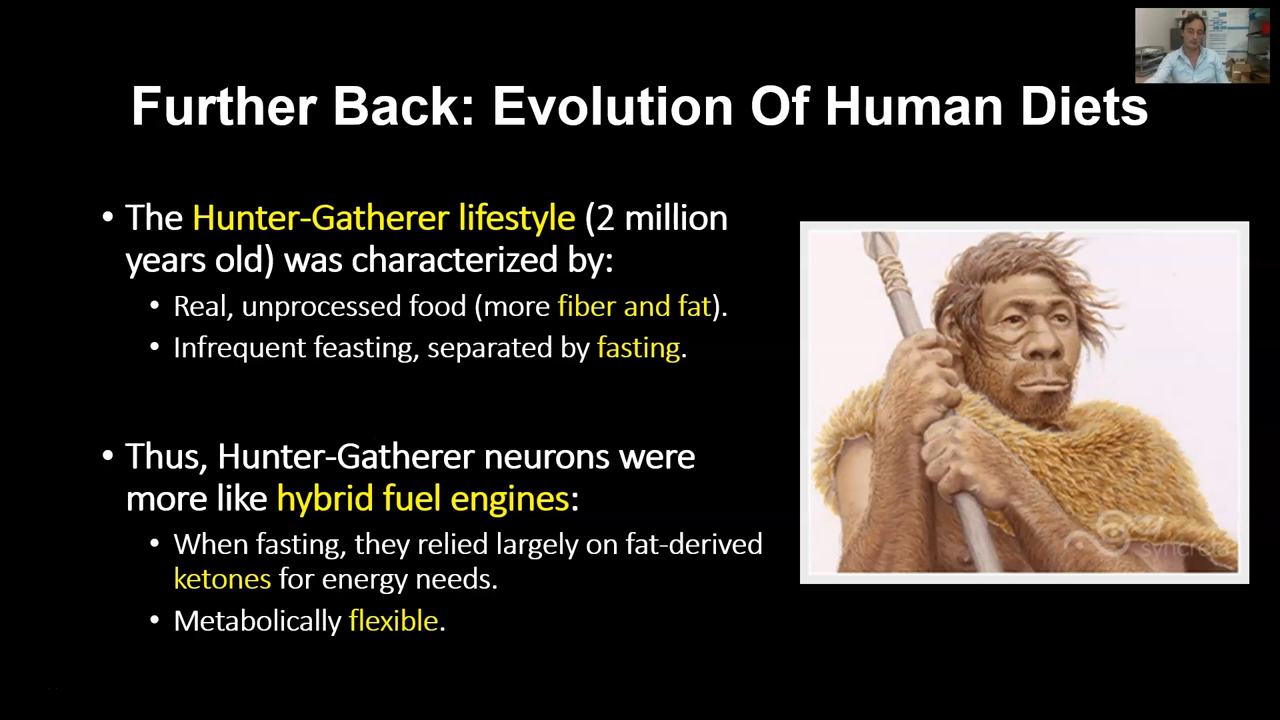 Further Back: Evolution Of Human Diets
• The Hunter-Gatherer lifestyle (2 million
years old) was characterized by:
• Real, unprocessed food (more fiber and fat).
• Infrequent feasting, separated by fasting.
• Thus, Hunter-Gatherer neurons were
more like hybrid fuel engines:
• When fasting, they relied largely on fat-derived
ketones for energy needs.
• Metabolically flexible.